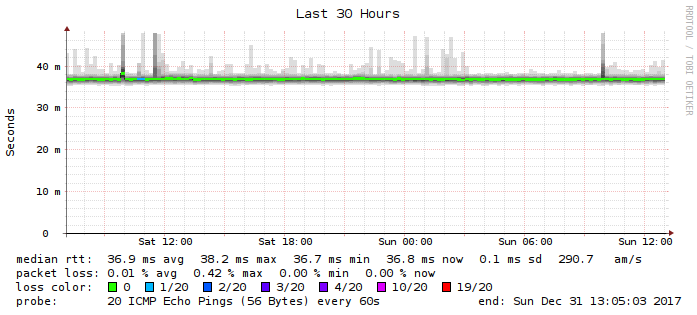 Last 30 Hours
RRDTOOL / TOBI OETIKER
Seconds
40 m
30 m
20 m
10 m
0
Sat 12:00 Sat 18:00 Sun 00:00 Sun 06:00 Sun 12:00
median rtt: 36.9 ms avg 38.2 ms max 36.7 ms min 36.8 ms now 0.1 ms sd 290.7 am/s
packet loss: 0.01 % avg 0.42 % max 0.00 % min 0.00 % now
loss color: 0 1/20 2/20 3/20 4/20 10/20 19/20
probe: 20 ICMP Echo Pings (56 Bytes) every 60s end: Sun Dec 31 13:05:03 2017